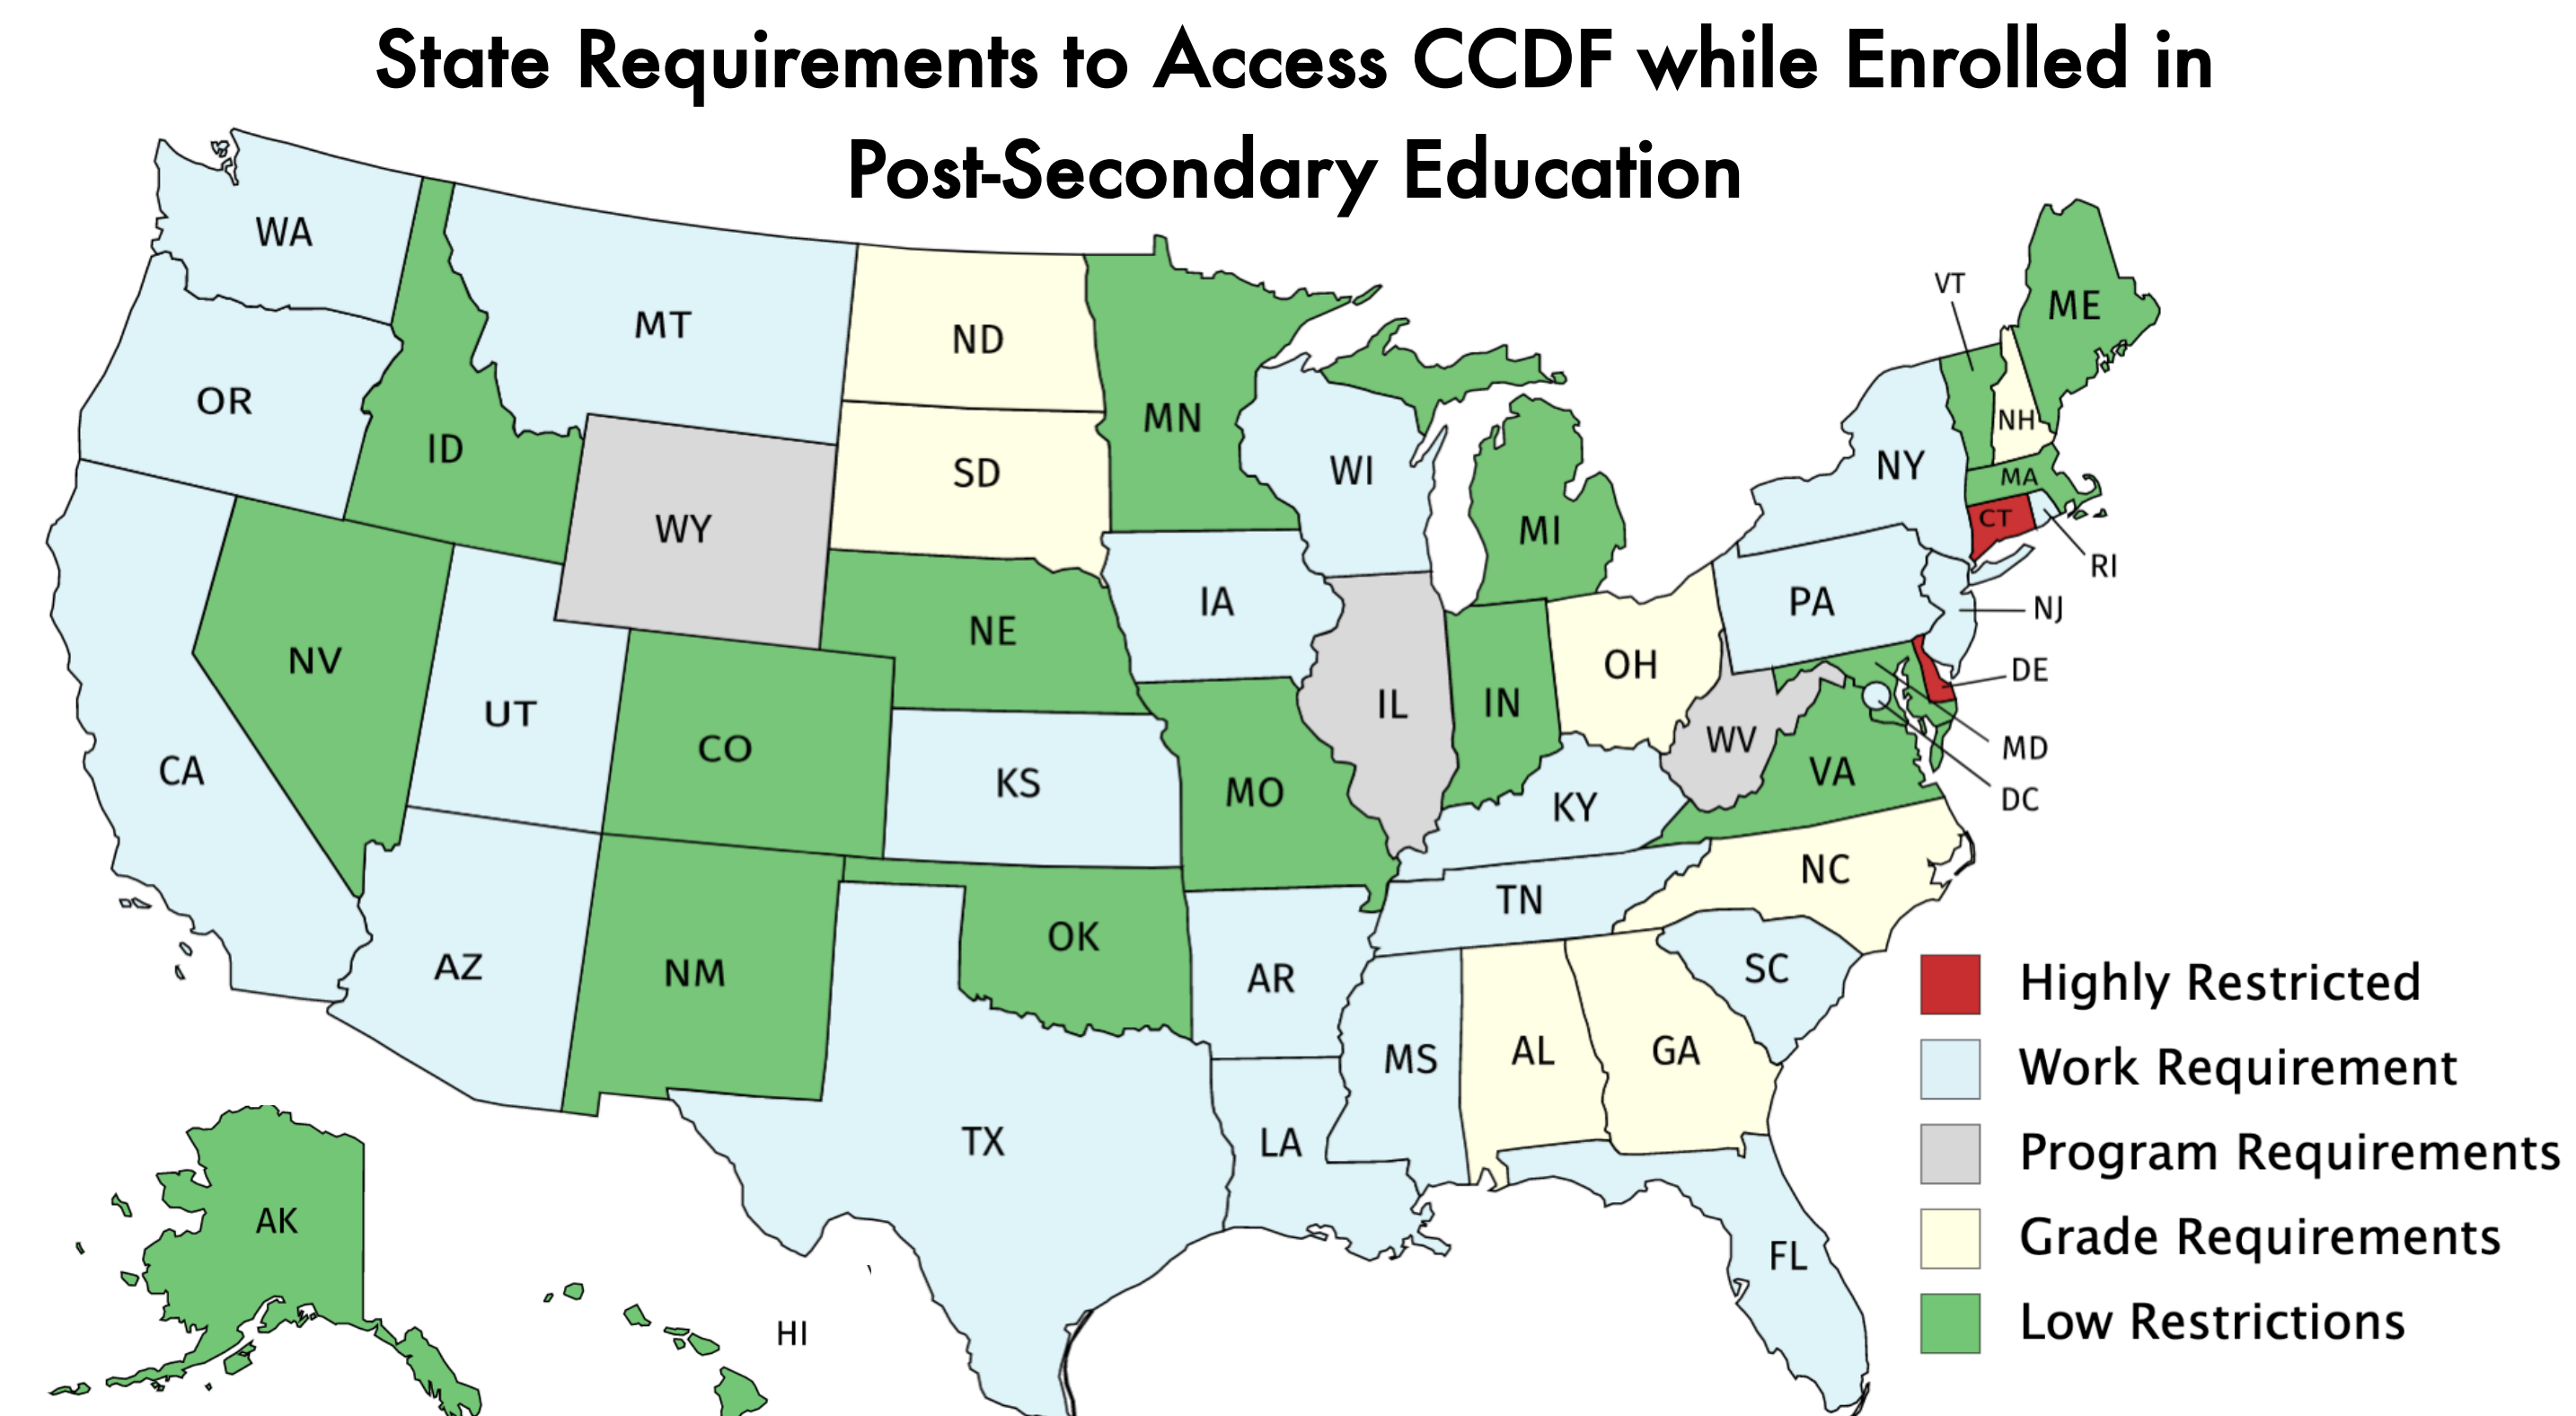 State Requirements to Access CCDF while Enrolled in
Post-Secondary Education
WA
MT
ND
MN
VT
ME
OR
ID
SD
WI
NH
NY
MA
WY
MI
CT
RI
IA
PA
NJ
NE
NV
UT
IL
IN
OH
DE
CO
WV
MD
CA
KS
MO
KY
VA
DC
NC
TN
OK
AZ
NM
AR
SC
MS
AL
GA
TX
LA
AK
FL
HI
Highly Restricted
Work Requirement
Program Requirements
Grade Requirements
Low Restrictions